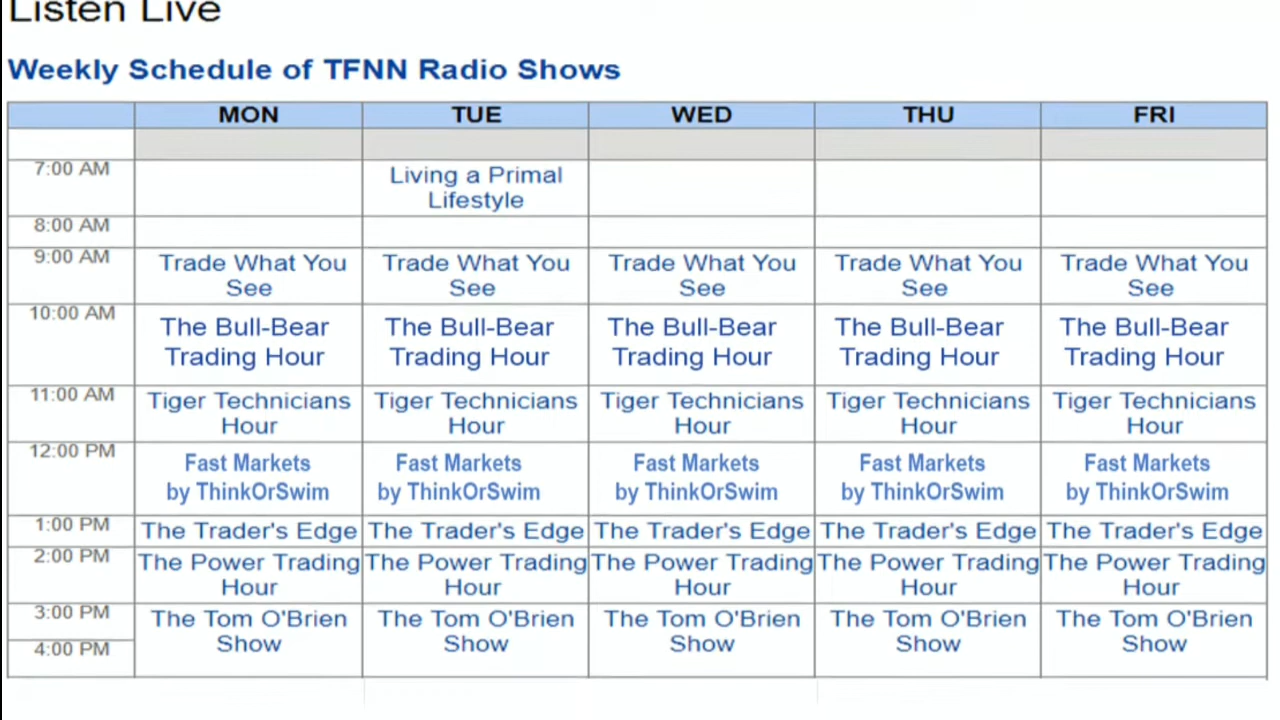 Listen Live
Weekly Schedule of TFNN Radio Shows
MON TUE WED THU FRI
7:00 AM Living a Primal
Lifestyle
8:00 AM
9:00 AM Trade What You Trade What You Trade What You Trade What You Trade What You
See See See See See
10:00 AM The Bull-Bear The Bull-Bear The Bull-Bear The Bull-Bear The Bull-Bear
Trading Hour Trading Hour Trading Hour Trading Hour Trading Hour
11:00 AM Tiger Technicians Tiger Technicians Tiger Technicians Tiger Technicians Tiger Technicians
Hour Hour Hour Hour Hour
12:00 PM Fast Markets Fast Markets Fast Markets Fast Markets Fast Markets
by ThinkOrSwim by ThinkOrSwim by ThinkOrSwim by ThinkOrSwim by ThinkOrSwim
1:00 PM The Trader's Edge The Trader's Edge The Trader's Edge The Trader's Edge The Trader's Edge
2:00 PM The Power Trading The Power Trading The Power Trading The Power Trading The Power Trading
Hour Hour Hour Hour Hour
3:00 PM The Tom O'Brien The Tom O'Brien The Tom O'Brien The Tom O'Brien The Tom O'Brien
4:00 PM Show Show Show Show Show